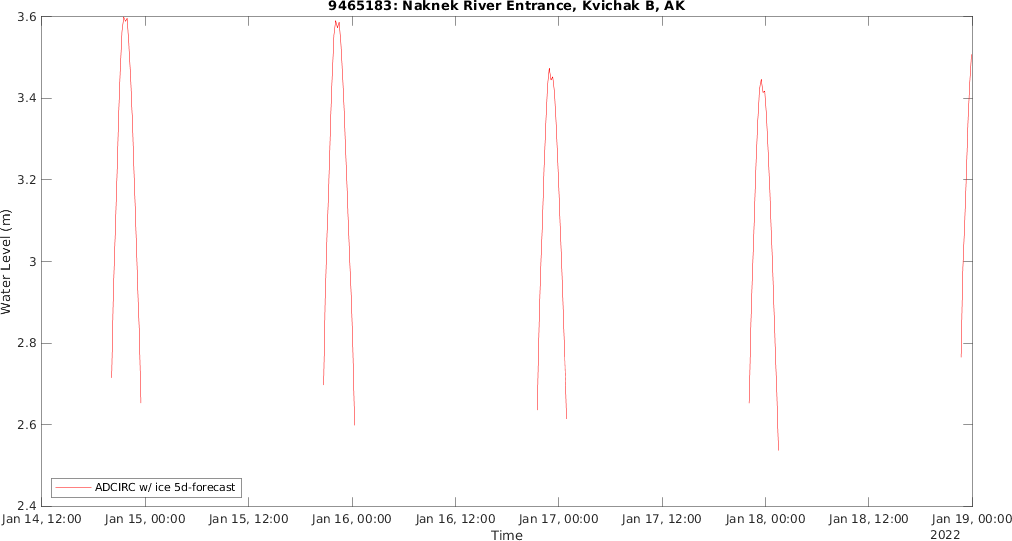 9465183: Naknek River Entrance, Kvichak B, AK
3.6
3.4
3.2
3
2.8
2.6
2.4
Water Level (m)
ADCIRC w/ ice 5d-forecast
Jan 14, 12:00 Jan 15, 00:00 Jan 15, 12:00 Jan 16, 00:00 Jan 16, 12:00 Jan 17, 00:00 Jan 17, 12:00 Jan 18, 00:00 Jan 18, 12:00 Jan 19, 00:00
Time
2022